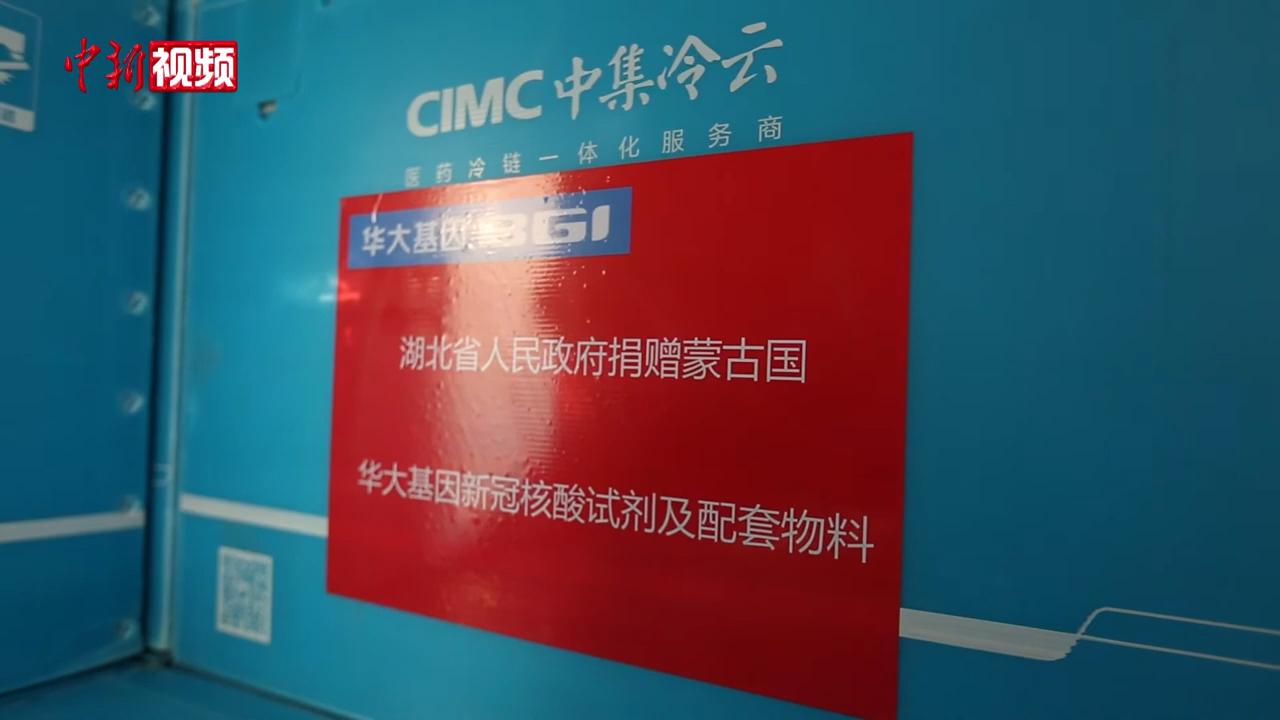 中新视频
CIMC 中集冷云
医药冷链一体化服务商
华大基因 BGI
湖北省人民政府捐赠蒙古国
华大基因新冠核酸试剂及配套物料